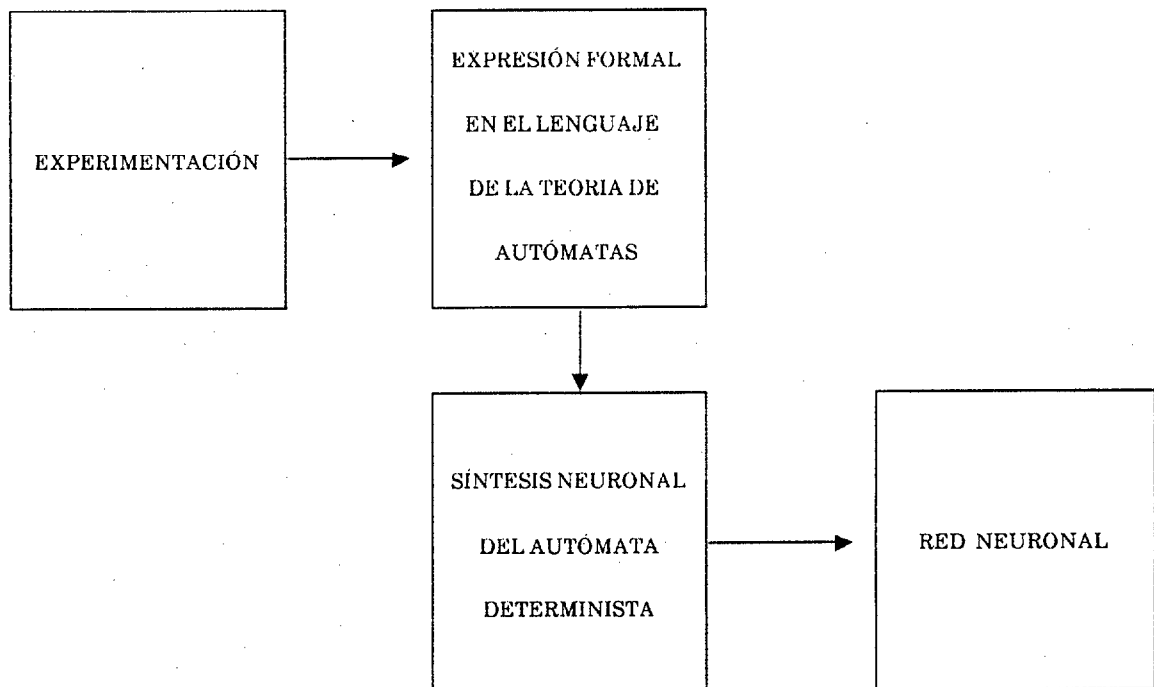 EXPERIMENTACIÓN
EXPRESIÓN FORMAL
EN EL LENGUAJE
DE LA TEORIA DE
AUTÓMATAS
SÍNTESIS NEURONAL
DEL AUTÓMATA
DETERMINISTA
RED NEURONAL